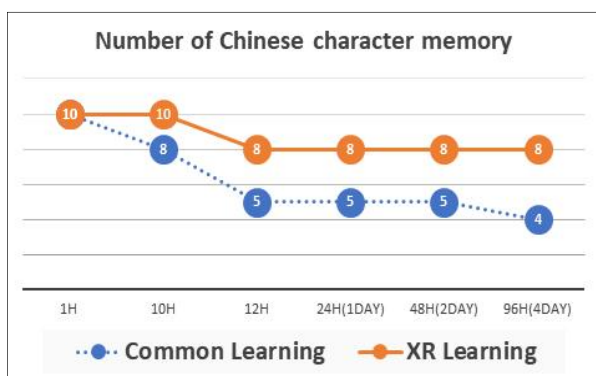 Number of Chinese character memory
10 10 8 8 8 8
8 5 5 5 4
1H 10H 12H 24H(1DAY) 48H(2DAY) 96H(4DAY)
Common Learning XR Learning